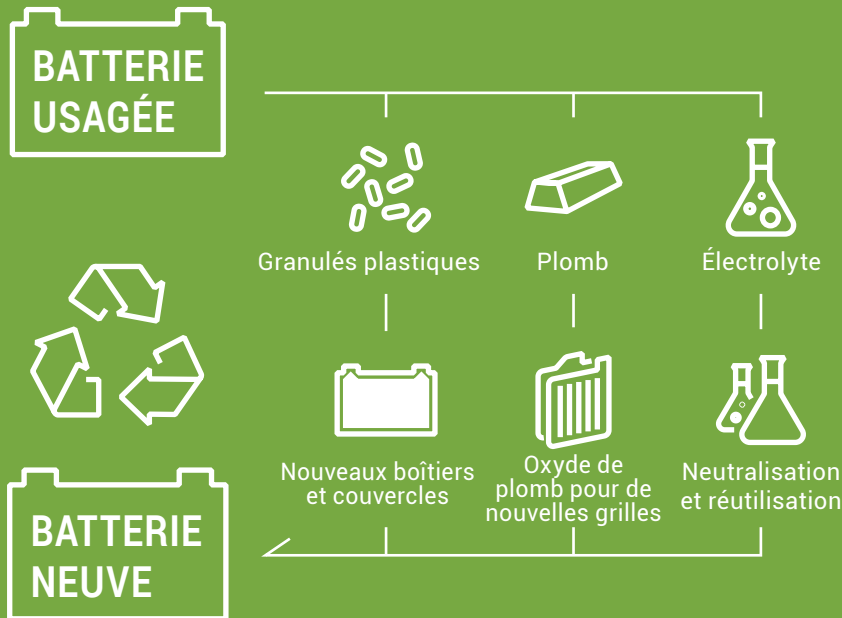 BATTERIE
USAGÉE
Granulés plastiques
Plomb
Électrolyte
Nouveaux boîtiers
et couvercles
Oxyde de
plomb pour de
nouvelles grilles
Neutralisation
et réutilisation
BATTERIE
NEUVE